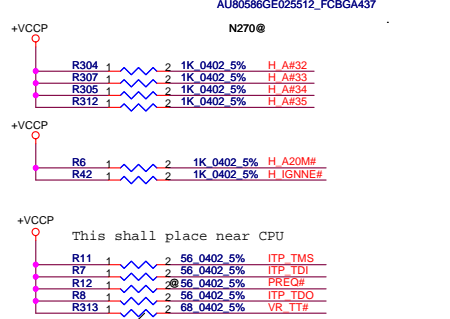 AU80586GE025512_FCBGA437
+VCCP N270@
R304 1 2 1K_0402_5% H_A#32
R307 1 2 1K_0402_5% H_A#33
R305 1 2 1K_0402_5% H_A#34
R312 1 2 1K_0402_5% H_A#35
+VCCP
R6 1 2 1K_0402_5% H_A20M#
R42 1 2 1K_0402_5% H_IGNNE#
+VCCP
This shall place near CPU
R11 1 2 56_0402_5% ITP_TMS
R7 1 2 56_0402_5% ITP_TDI
R12 1 2@ 56_0402_5% PREQ#
R8 1 2 56_0402_5% ITP_TDO
R313 1 2 68_0402_5% VR_TT#